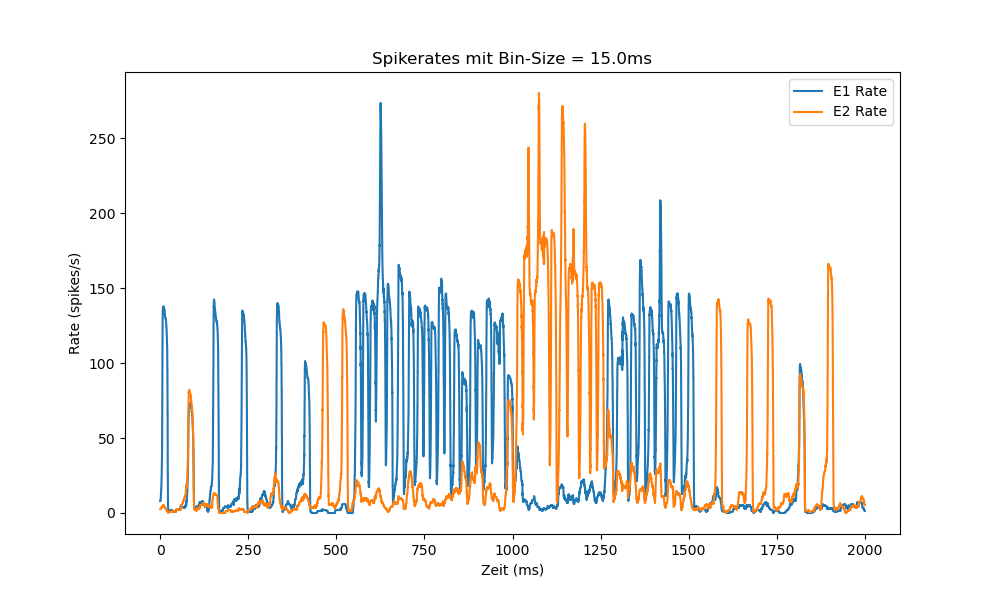 Spikerates mit Bin-Size = 15.0ms
E1 Rate
E2 Rate
250
200
150
100
50
0
Rate (spikes/s)
0 250 500 750 1000 1250 1500 1750 2000
Zeit (ms)